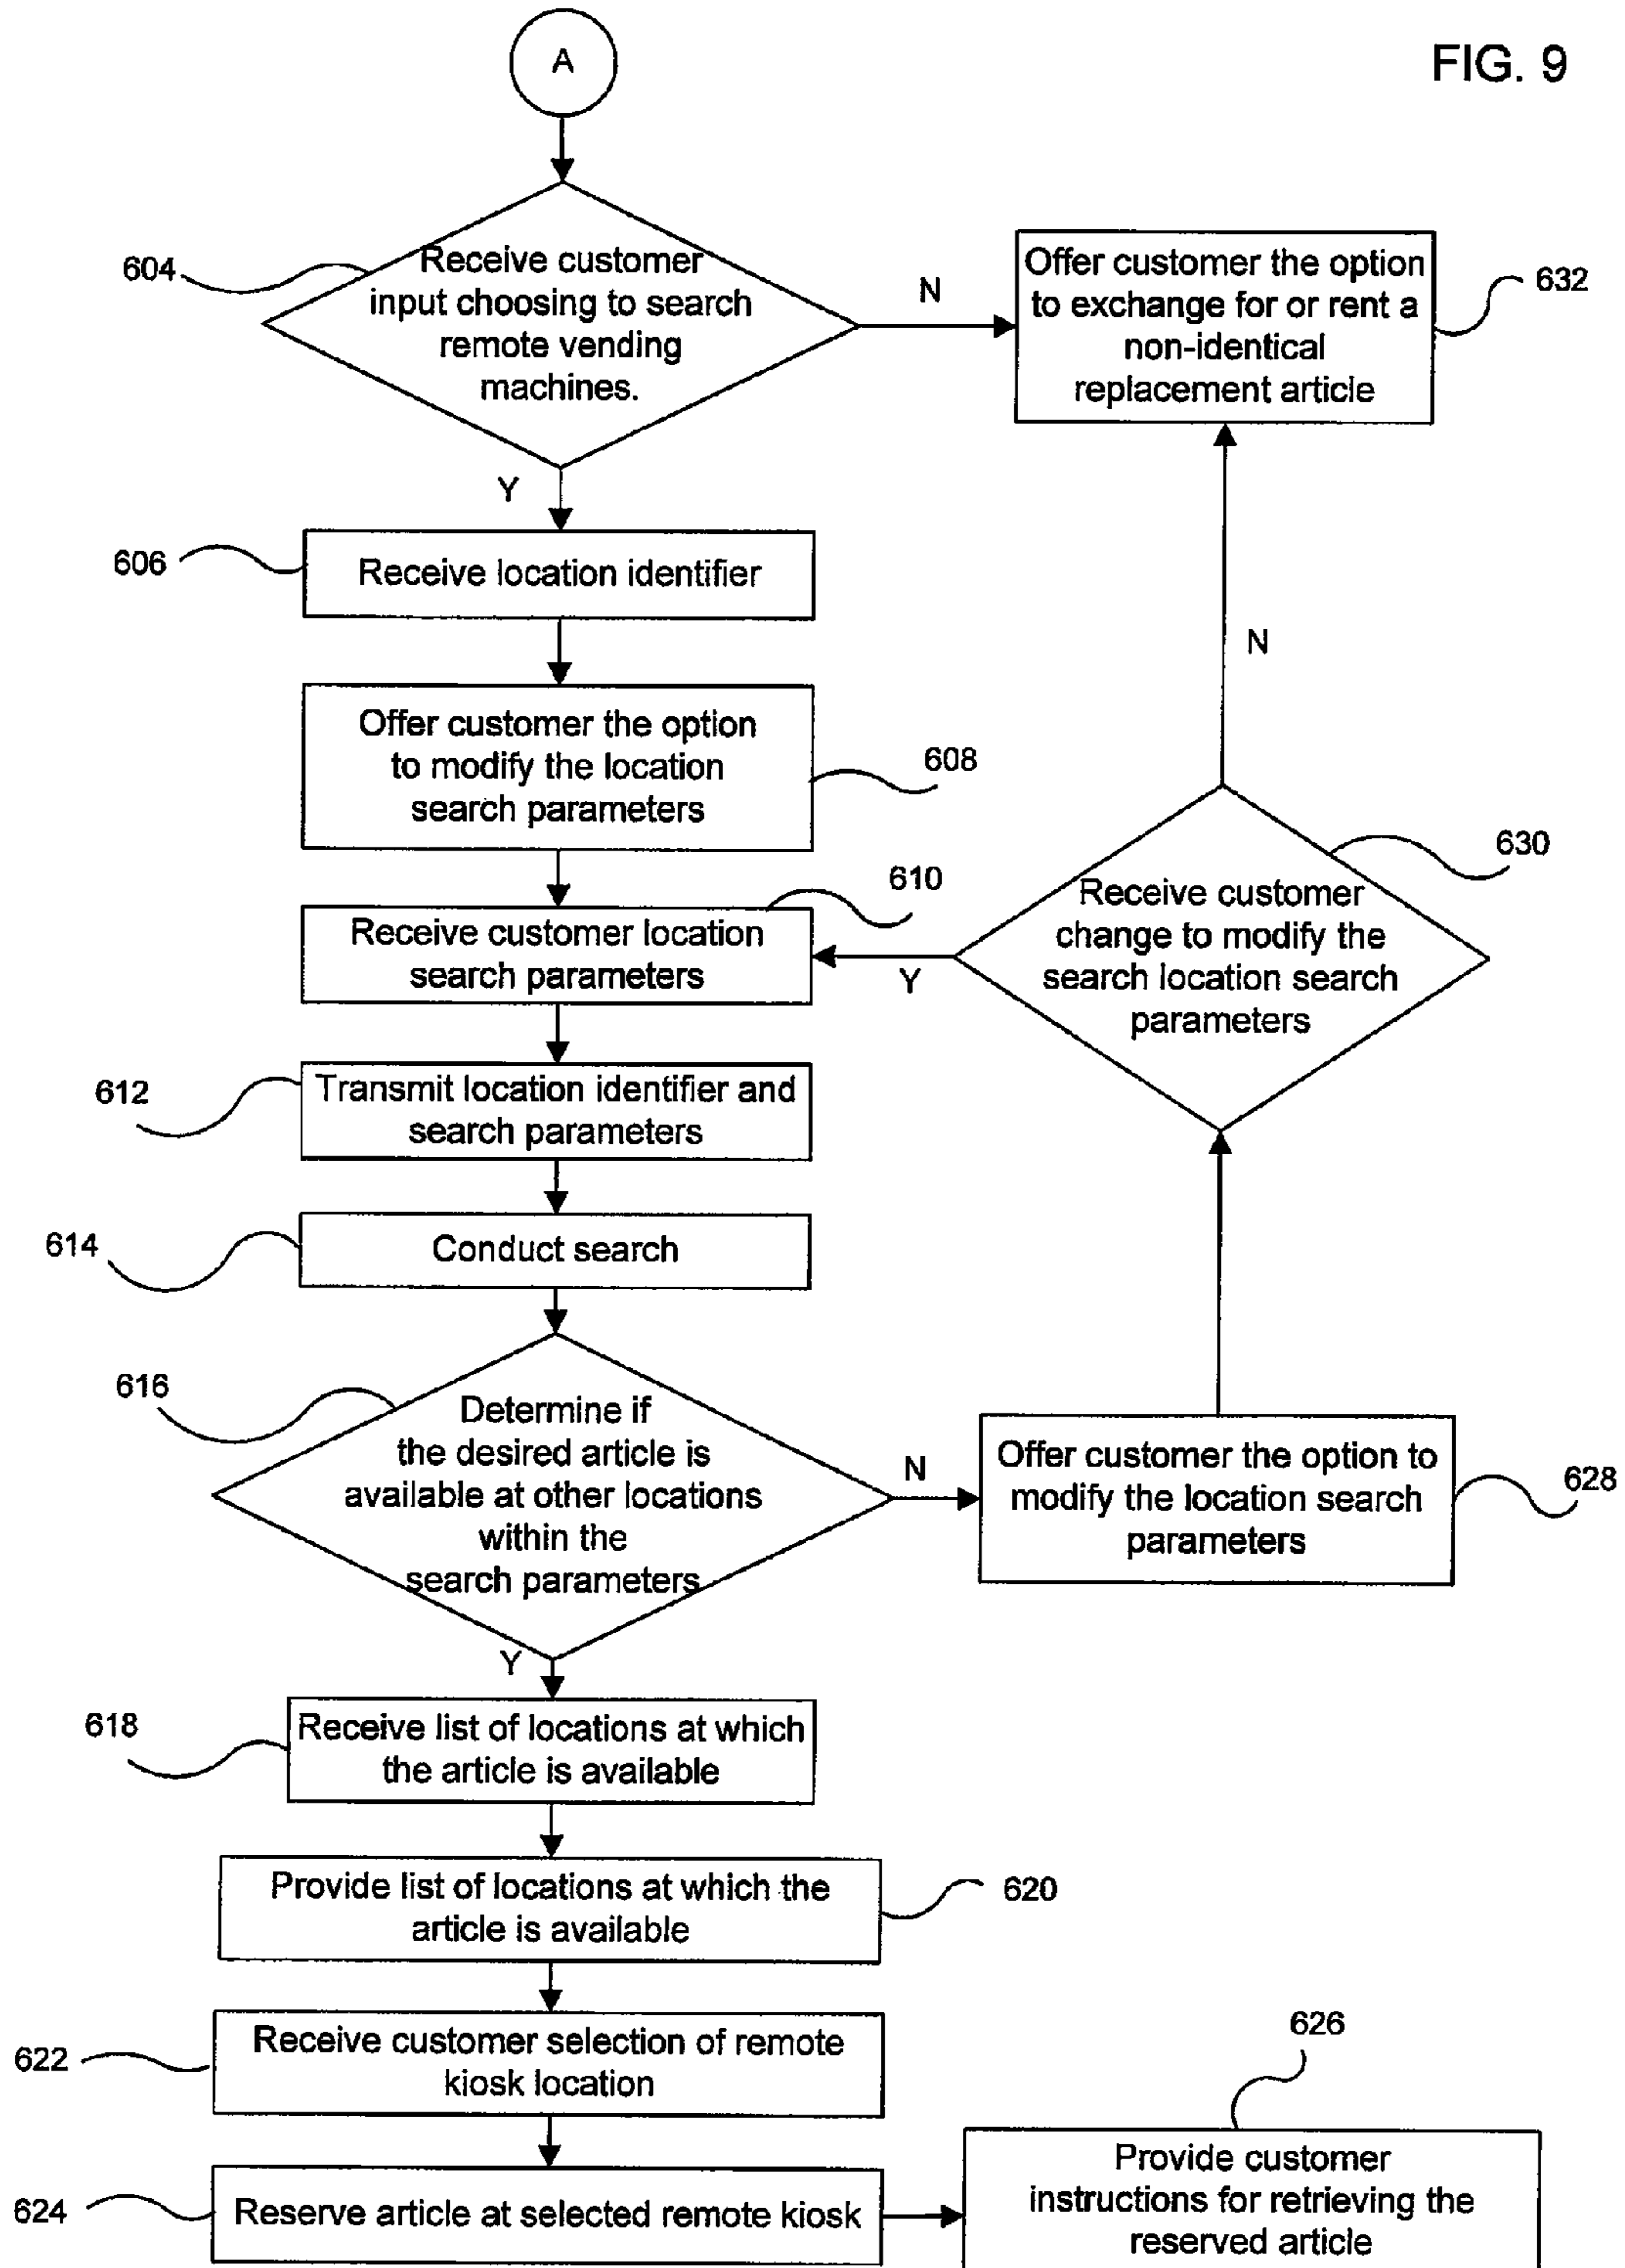 FIG. 9
A
604
Receive customer
input choosing to search
remote vending
machines.
N
Offer customer the option
to exchange for or rent a
non-identical
replacement article
632
Y
606
Receive location identifier
N
Offer customer the option
to modify the location
search parameters
608
630
610
Receive customer location
search parameters
Y
Receive customer
change to modify the
search location search
parameters
612
Transmit location identifier and
search parameters
614
Conduct search
616
Determine if
the desired article is
available at other locations
within the
search parameters
N
Offer customer the option to
modify the location search
parameters
628
Y
618
Receive list of locations at which
the article is available
Provide list of locations at which the
article is available
620
622
Receive customer selection of remote
kiosk location
626
624
Reserve article at selected remote kiosk
Provide customer
instructions for retrieving the
reserved article